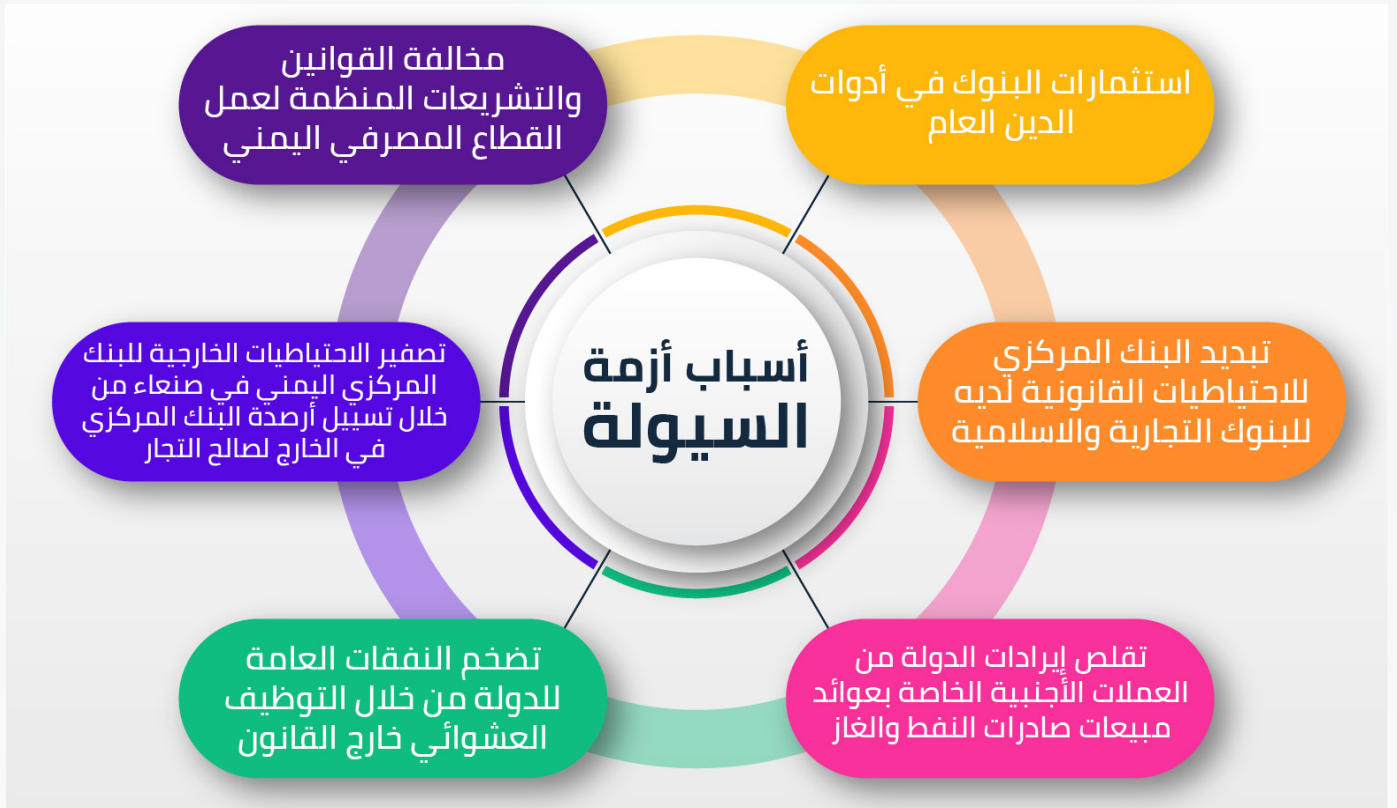 أسباب أزمة
السيولة
استثمارات البنوك في أدوات
الدين العام
تبديد البنك المركزي
للاحتياطيات القانونية لديه
للبنوك التجارية والاسلامية
تقلص إيرادات الدولة من
العملات الأجنبية الخاصة بعوائد
مبيعات صادرات النفط والغاز
تضخم النفقات العامة
للدولة من خلال التوظيف
العشوائي خارج القانون
تصفير الاحتياطيات الخارجية للبنك
المركزي اليمني في صنعاء من
خلال تسييل أرصدة البنك المركزي
في الخارج لصالح التجار
مخالفة القوانين
والتشريعات المنظمة لعمل
القطاع المصرفي اليمني